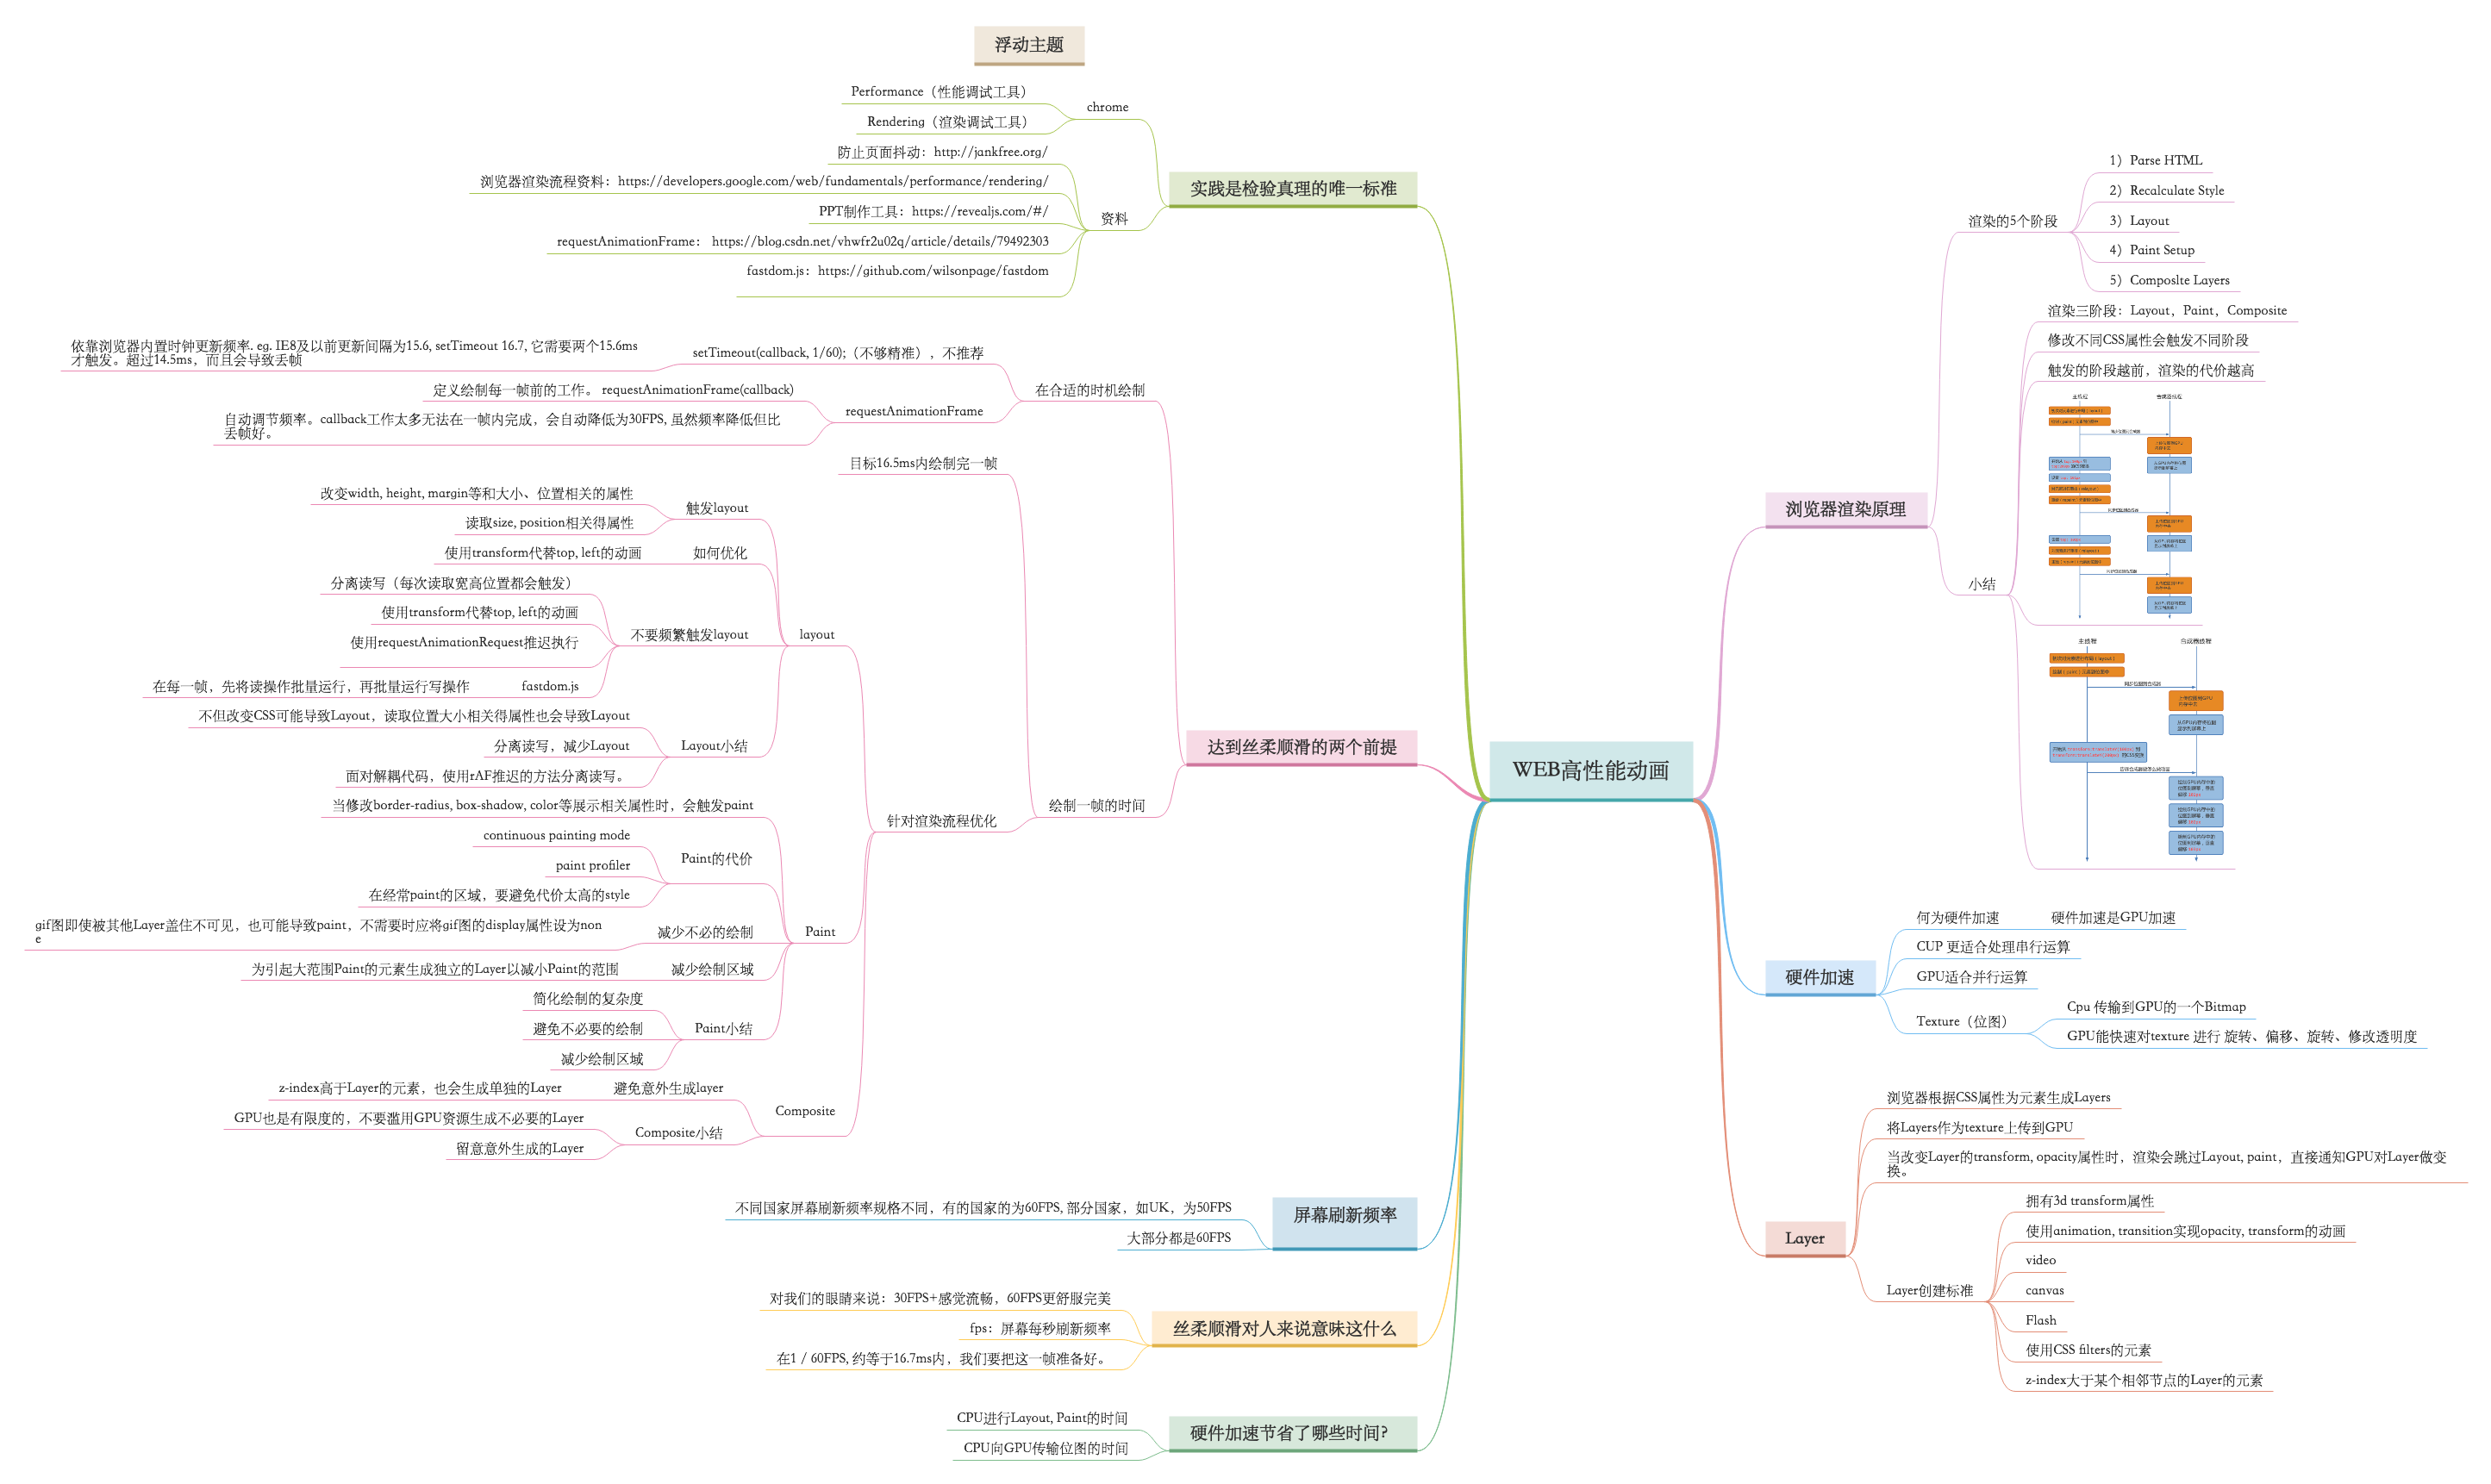 浮动主题
WEB高性能动画
实践是检验真理的唯一标准
chrome
Performance（性能调试工具）
Rendering（渲染调试工具）
资料
防止页面抖动：http://jankfree.org/
浏览器渲染流程资料：https://developers.google.com/web/fundamentals/performance/rendering/
PPT制作工具：https://revealjs.com/#/
requestAnimationFrame： https://blog.csdn.net/vhwfr2u02q/article/details/79492303
fastdom.js：https://github.com/wilsonpage/fastdom
达到丝柔顺滑的两个前提
在合适的时机绘制
setTimeout(callback, 1/60);（不够精准），不推荐
依靠浏览器内置时钟更新频率. eg. IE8及以前更新间隔为15.6, setTimeout 16.7, 它需要两个15.6ms
才触发。超过14.5ms，而且会导致丢帧
requestAnimationFrame
定义绘制每一帧前的工作。 requestAnimationFrame(callback)
自动调节频率。callback工作太多无法在一帧内完成，会自动降低为30FPS, 虽然频率降低但比
丢帧好。
绘制一帧的时间
目标16.5ms内绘制完一帧
针对渲染流程优化
layout
触发layout
改变width, height, margin等和大小、位置相关的属性
读取size, position相关得属性
如何优化
使用transform代替top, left的动画
不要频繁触发layout
分离读写（每次读取宽高位置都会触发）
使用transform代替top, left的动画
使用requestAnimationRequest推迟执行
fastdom.js
在每一帧，先将读操作批量运行，再批量运行写操作
Layout小结
不但改变CSS可能导致Layout，读取位置大小相关得属性也会导致Layout
分离读写，减少Layout
面对解耦代码，使用rAF推迟的方法分离读写。
Paint
当修改border-radius, box-shadow, color等展示相关属性时，会触发paint
Paint的代价
continuous painting mode
paint profiler
在经常paint的区域，要避免代价太高的style
减少不必的绘制
gif图即使被其他Layer盖住不可见，也可能导致paint，不需要时应将gif图的display属性设为non
e
减少绘制区域
为引起大范围Paint的元素生成独立的Layer以减小Paint的范围
Paint小结
简化绘制的复杂度
避免不必要的绘制
减少绘制区域
Composite
避免意外生成layer
z-index高于Layer的元素，也会生成单独的Layer
Composite小结
GPU也是有限度的，不要滥用GPU资源生成不必要的Layer
留意意外生成的Layer
屏幕刷新频率
不同国家屏幕刷新频率规格不同，有的国家的为60FPS, 部分国家，如UK，为50FPS
大部分都是60FPS
丝柔顺滑对人来说意味这什么
对我们的眼睛来说：30FPS+感觉流畅，60FPS更舒服完美
fps：屏幕每秒刷新频率
在1 / 60FPS, 约等于16.7ms内，我们要把这一帧准备好。
硬件加速节省了哪些时间？
CPU进行Layout, Paint的时间
CPU向GPU传输位图的时间
浏览器渲染原理
渲染的5个阶段
1）Parse HTML
2）Recalculate Style
3）Layout
4）Paint Setup
5）Composlte Layers
小结
渲染三阶段：Layout，Paint，Composite
修改不同CSS属性会触发不同阶段
触发的阶段越前，渲染的代价越高
主线程
合成器线程
主线程
合成器线程
硬件加速
何为硬件加速
硬件加速是GPU加速
CUP 更适合处理串行运算
GPU适合并行运算
Texture（位图）
Cpu 传输到GPU的一个Bitmap
GPU能快速对texture 进行 旋转、偏移、旋转、修改透明度
Layer
浏览器根据CSS属性为元素生成Layers
将Layers作为texture上传到GPU
当改变Layer的transform, opacity属性时，渲染会跳过Layout, paint，直接通知GPU对Layer做变
换。
Layer创建标准
拥有3d transform属性
使用animation, transition实现opacity, transform的动画
video
canvas
Flash
使用CSS filters的元素
z-index大于某个相邻节点的Layer的元素